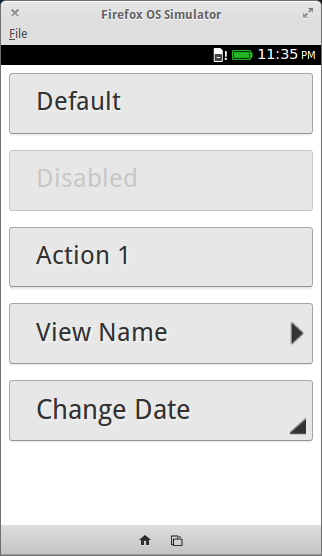 Firefox OS Simulator
File
11:35 PM
Default
Disabled
Action 1
View Name
Change Date